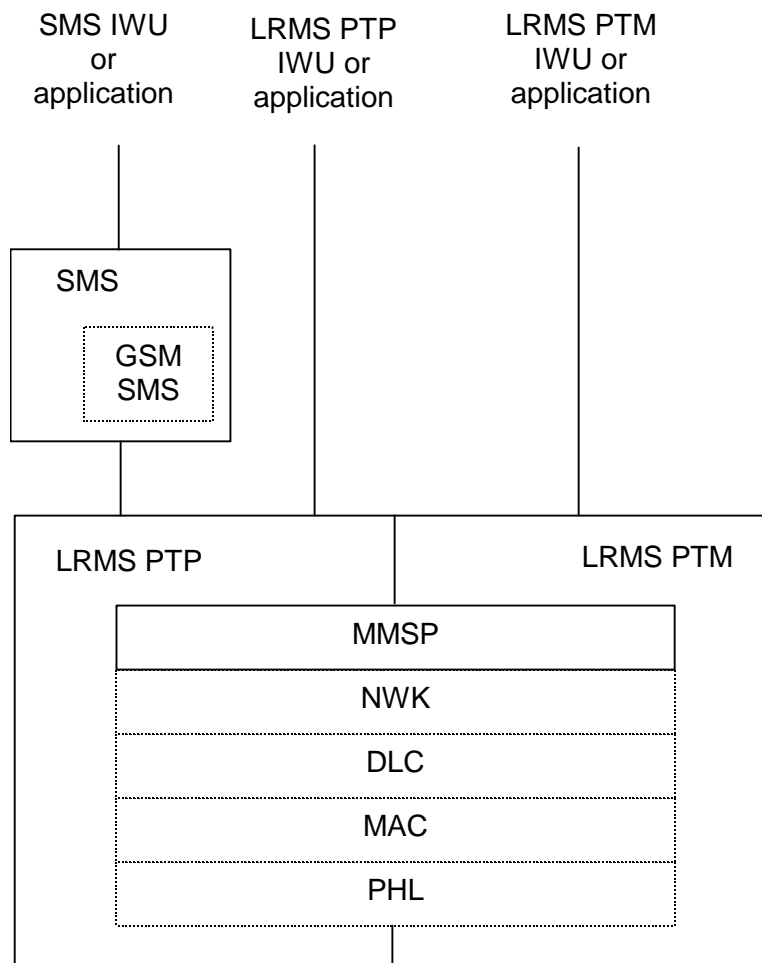 SMS IWU
or
application
LRMS PTP
IWU or
application
LRMS PTM
IWU or
application
SMS
GSM
SMS
LRMS PTP
LRMS PTM
MMSP
NWK
DLC
MAC
PHL